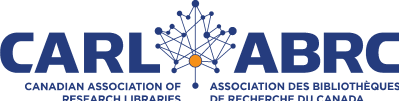 CARL ABRC
CANADIAN ASSOCIATION OF RESEARCH LIBRARIES
ASSOCIATION DES BIBLIOTHÈQUES DE RECHERCHE DU CANADA